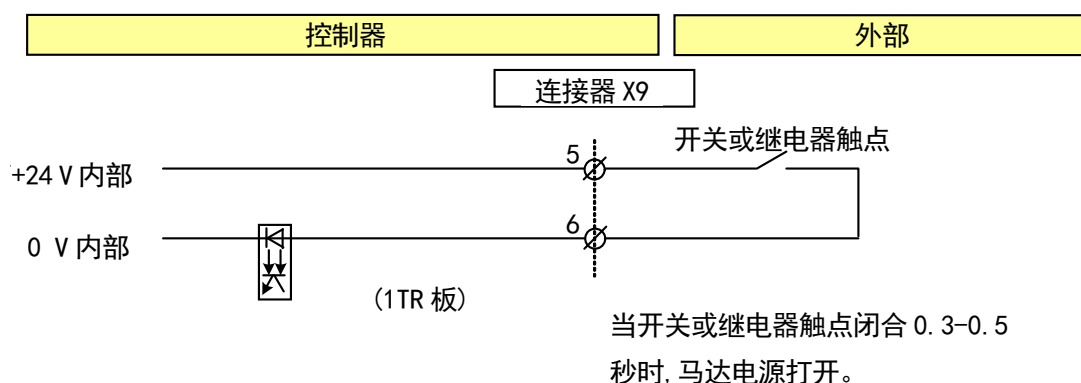 控制器
外部
连接器 X9
开关或继电器触点
5
+24 V 内部
6
0 V 内部
(1TR 板)
当开关或继电器触点闭合 0.3-0.5
秒时,马达电源打开。